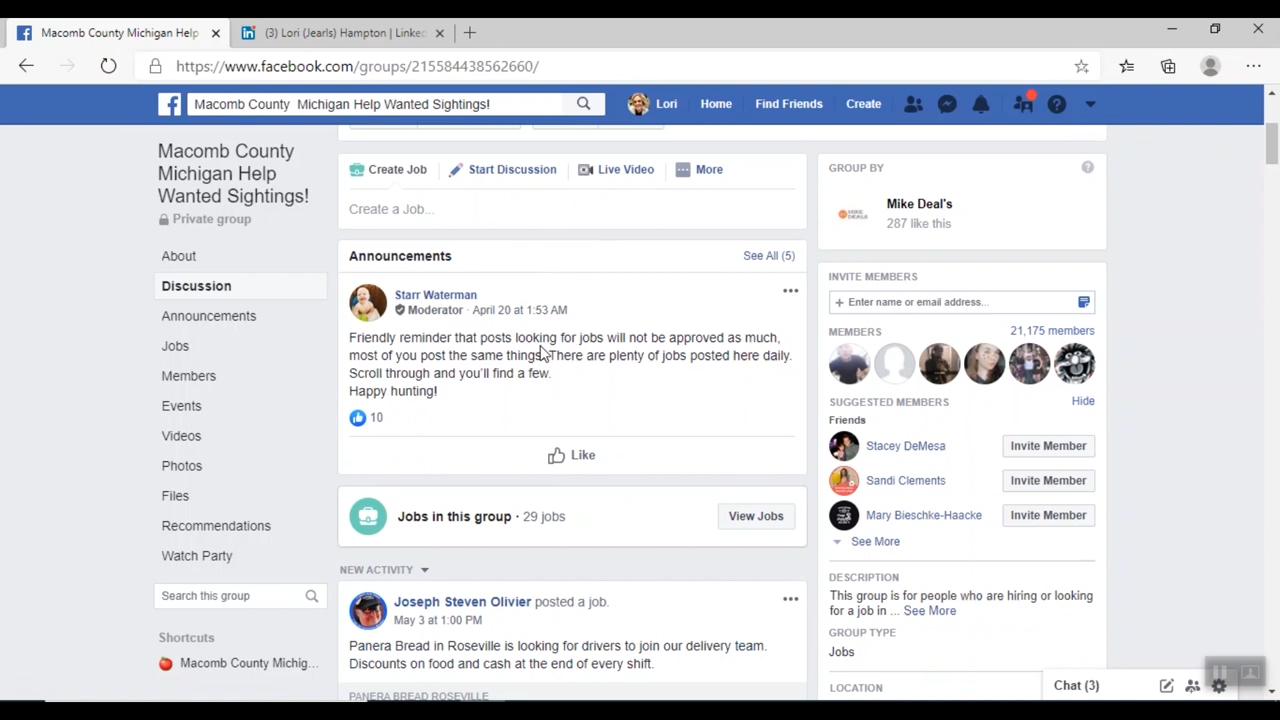 Macomb County Michigan Help
(3) Lori (Jearls) Hampton | Linke
https://www.facebook.com/groups/215584438562660/
Macomb County  Michigan Help Wanted Sightings!
Lori
Home
Find Friends
Create
Macomb County
Michigan Help
Wanted Sightings!
Private group
About
Discussion
Announcements
Jobs
Members
Events
Videos
Photos
Files
Recommendations
Watch Party
Search this group
Shortcuts
Macomb County Michig...
Create Job
Start Discussion
Live Video
More
Create a Job...
Announcements
See All (5)
Starr Waterman
Moderator · April 20 at 1:53 AM
Friendly reminder that posts looking for jobs will not be approved as much,
most of you post the same things. There are plenty of jobs posted here daily.
Scroll through and you'll find a few.
Happy hunting!
10
Like
Jobs in this group · 29 jobs
View Jobs
NEW ACTIVITY
Joseph Steven Olivier posted a job.
May 3 at 1:00 PM
Panera Bread in Roseville is looking for drivers to join our delivery team.
Discounts on food and cash at the end of every shift.
PANERA BREAD ROSEVILLE
GROUP BY
Mike Deal's
287 like this
INVITE MEMBERS
+ Enter name or email address...
MEMBERS
21,175 members
SUGGESTED MEMBERS
Hide
Friends
Stacey DeMesa
Invite Member
Sandi Clements
Invite Member
Mary Bieschke-Haacke
Invite Member
See More
DESCRIPTION
This group is for people who are hiring or looking
for a job in ... See More
GROUP TYPE
Jobs
LOCATION
Chat (3)